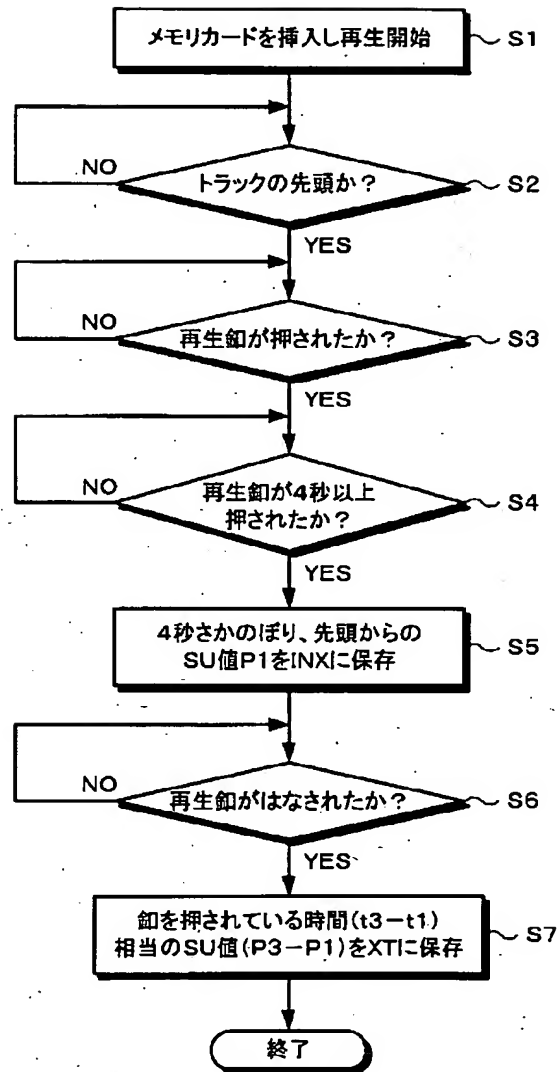 メモリカードを挿入し再生開始 S1
トラックの先頭か？ S2
NO
YES
再生釦が押されたか？ S3
NO
YES
再生釦が4秒以上
押されたか？ S4
NO
YES
4秒さかのぼり、先頭からの
SU値P1をINXに保存 S5
再生釦がはなされたか？ S6
NO
YES
釦を押されている時間(t3－t1)
相当のSU値(P3－P1)をXTに保存 S7
終了